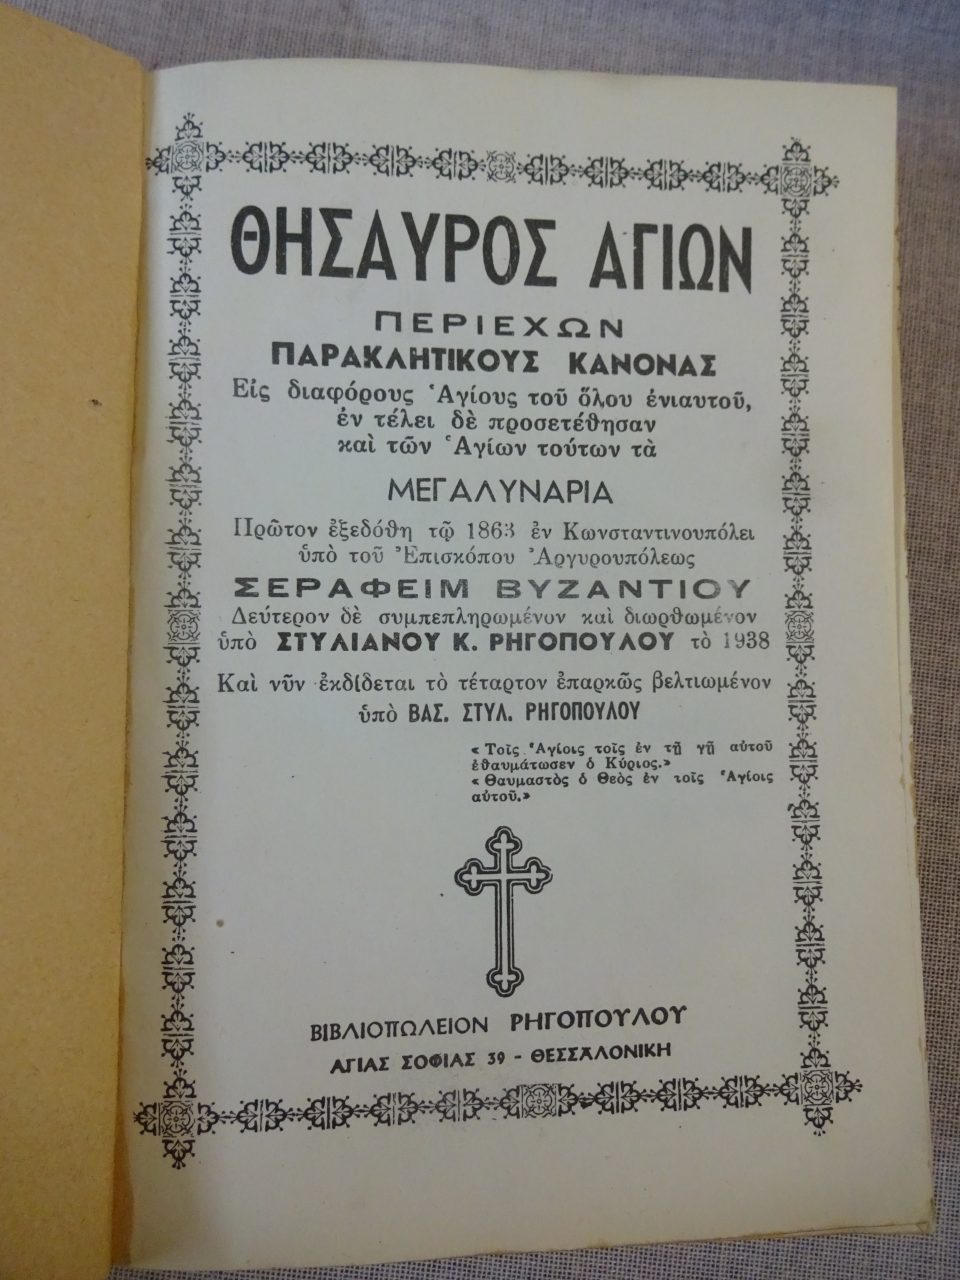 ΘΗΣΑΥΡΟΣ ΑΓΙΩΝ
ΠΕΡΙΕΧΩΝ
ΠΑΡΑΚΛΗΤΙΚΟΥΣ ΚΑΝΟΝΑΣ
Εἰς διαφόρους Ἁγίους τοῦ ὅλου ἐνιαυτοῦ,
ἐν τέλει δὲ προσετέθησαν
καὶ τῶν Ἁγίων τούτων τὰ
ΜΕΓΑΛΥΝΑΡΙΑ
Πρῶτον ἐξεδόθη τῷ 1863 ἐν Κωνσταντινουπόλει
ὑπὸ τοῦ Ἐπισκόπου Ἀργυρουπόλεως
ΣΕΡΑΦΕΙΜ ΒΥΖΑΝΤΙΟΥ
Δεύτερον δὲ συμπεπληρωμένον καὶ διωρθωμένον
ὑπὸ ΣΤΥΛΙΑΝΟΥ Κ. ΡΗΓΟΠΟΥΛΟΥ τὸ 1938
Καὶ νῦν ἐκδίδεται τὸ τέταρτον ἐπαρκῶς βελτιωμένον
ὑπὸ ΒΑΣ. ΣΤΥΛ. ΡΗΓΟΠΟΥΛΟΥ
«Τοῖς Ἁγίοις τοῖς ἐν τῇ γῇ αὐτοῦ
ἐθαυμάτωσεν ὁ Κύριος.»
«Θαυμαστὸς ὁ Θεὸς ἐν τοῖς Ἁγίοις
αὐτοῦ.»
ΒΙΒΛΙΟΠΩΛΕΙΟΝ ΡΗΓΟΠΟΥΛΟΥ
ΑΓΙΑΣ ΣΟΦΙΑΣ 39 - ΘΕΣΣΑΛΟΝΙΚΗ